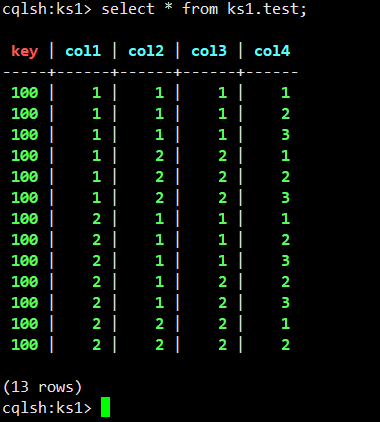 cqlsh:ks1> select * from ks1.test;
key | col1 | col2 | col3 | col4
-----+------+------+------+------
100 | 1 | 1 | 1 | 1
100 | 1 | 1 | 1 | 2
100 | 1 | 1 | 1 | 3
100 | 1 | 2 | 2 | 1
100 | 1 | 2 | 2 | 2
100 | 1 | 2 | 2 | 3
100 | 2 | 1 | 1 | 1
100 | 2 | 1 | 1 | 2
100 | 2 | 1 | 1 | 3
100 | 2 | 1 | 2 | 2
100 | 2 | 1 | 2 | 3
100 | 2 | 2 | 2 | 1
100 | 2 | 2 | 2 | 2
(13 rows)
cqlsh:ks1>